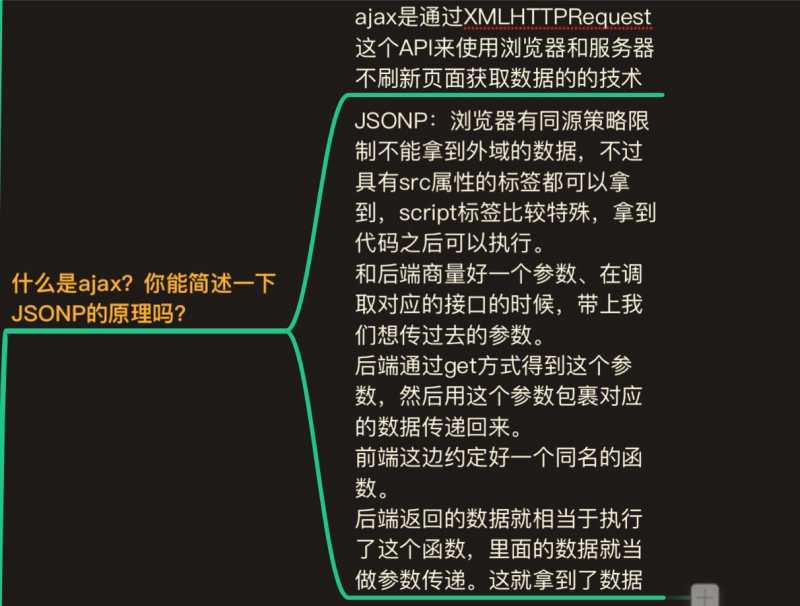 什么是ajax？你能简述一下
JSONP的原理吗？
ajax是通过XMLHTTPRequest
这个API来使用浏览器和服务器
不刷新页面获取数据的的技术
JSONP：浏览器有同源策略限
制不能拿到外域的数据，不过
具有src属性的标签都可以拿
到，script标签比较特殊，拿到
代码之后可以执行。
和后端商量好一个参数、在调
取对应的接口的时候，带上我
们想传过去的参数。
后端通过get方式得到这个参
数，然后用这个参数包裹对应
的数据传递回来。
前端这边约定好一个同名的函
数。
后端返回的数据就相当于执行
了这个函数，里面的数据就当
做参数传递。这就拿到了数据